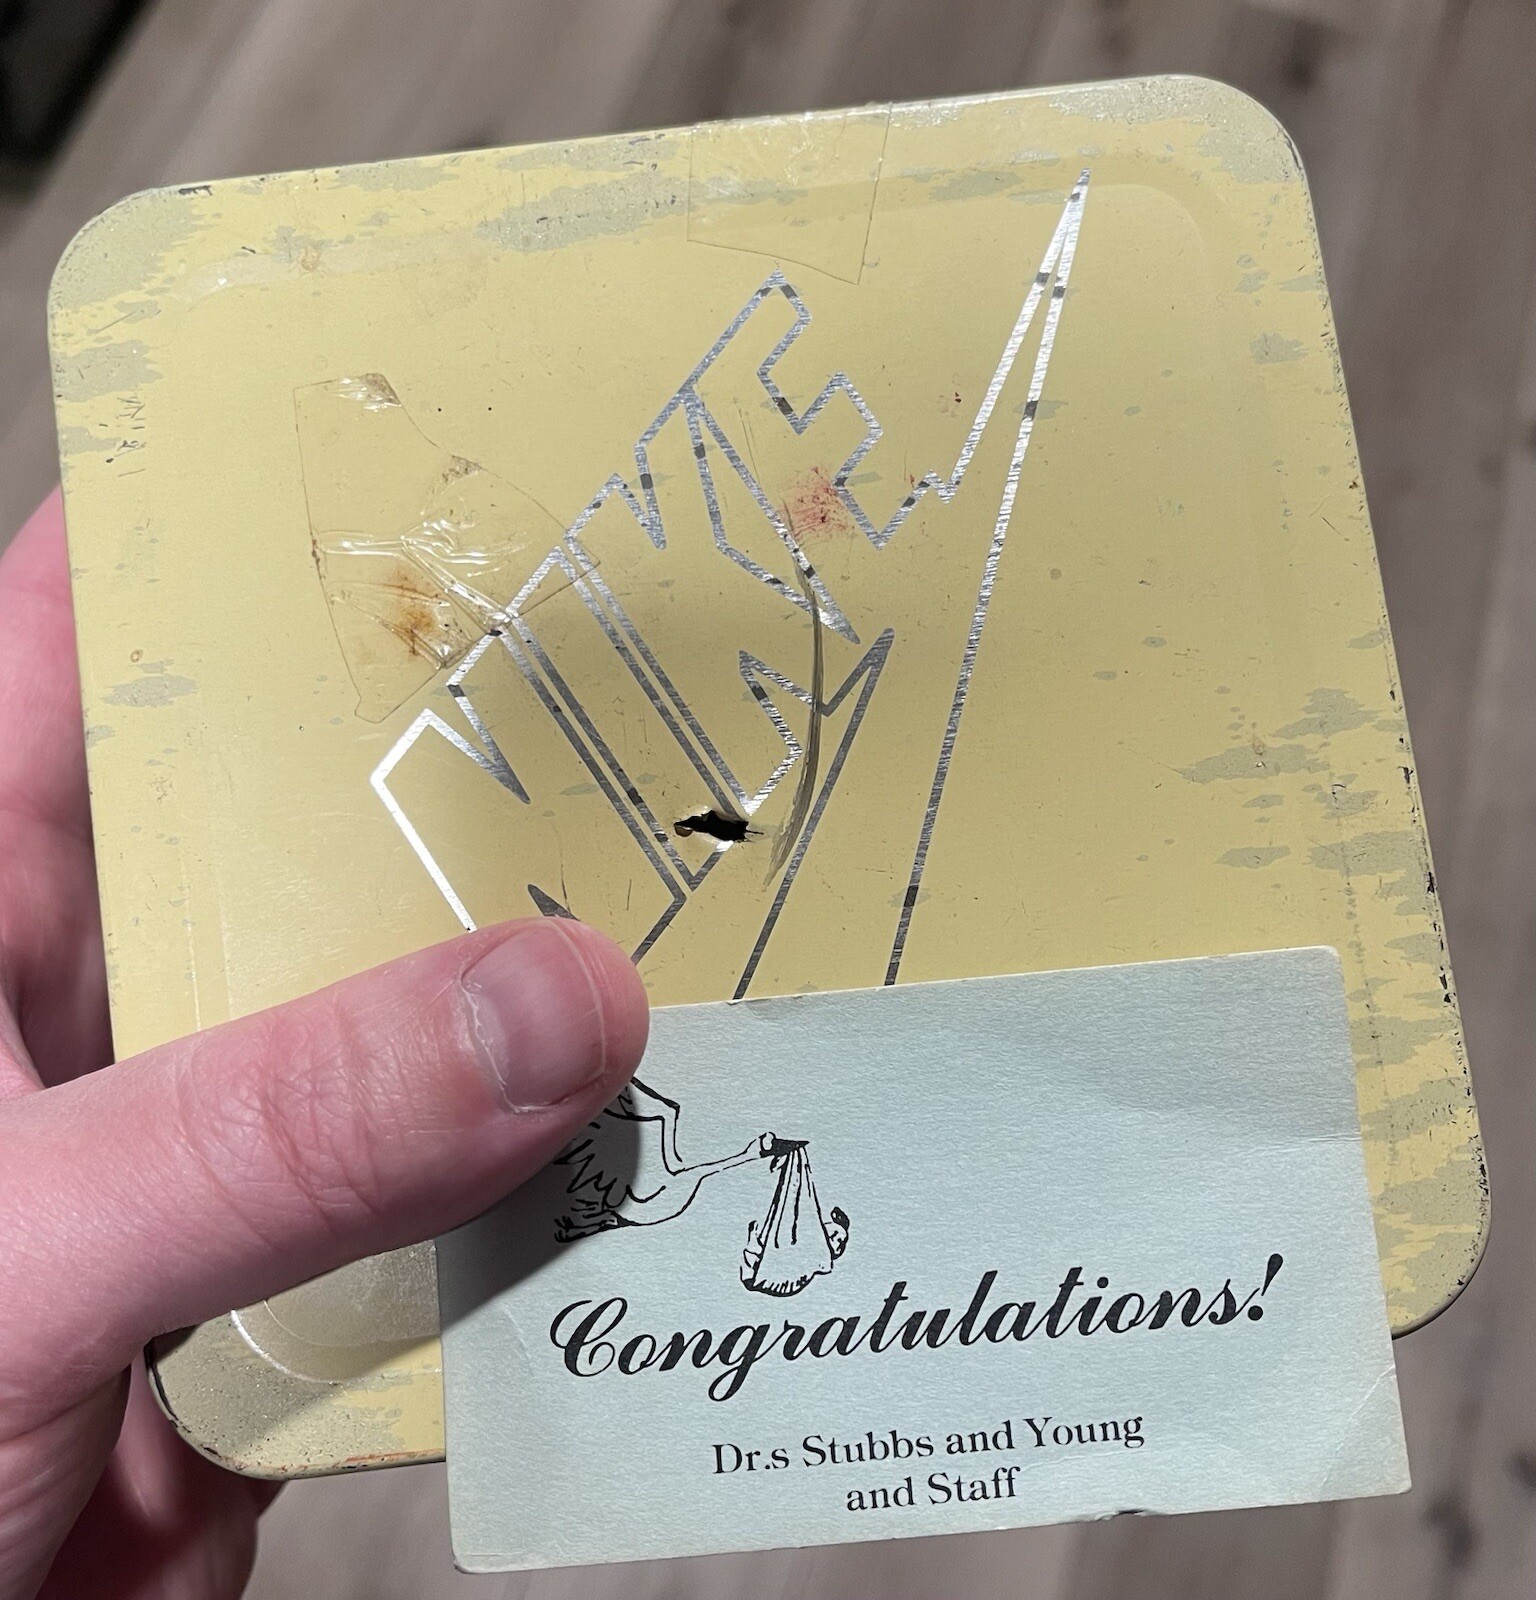 Congratulations!
Dr.s Stubbs and Young
and Staff